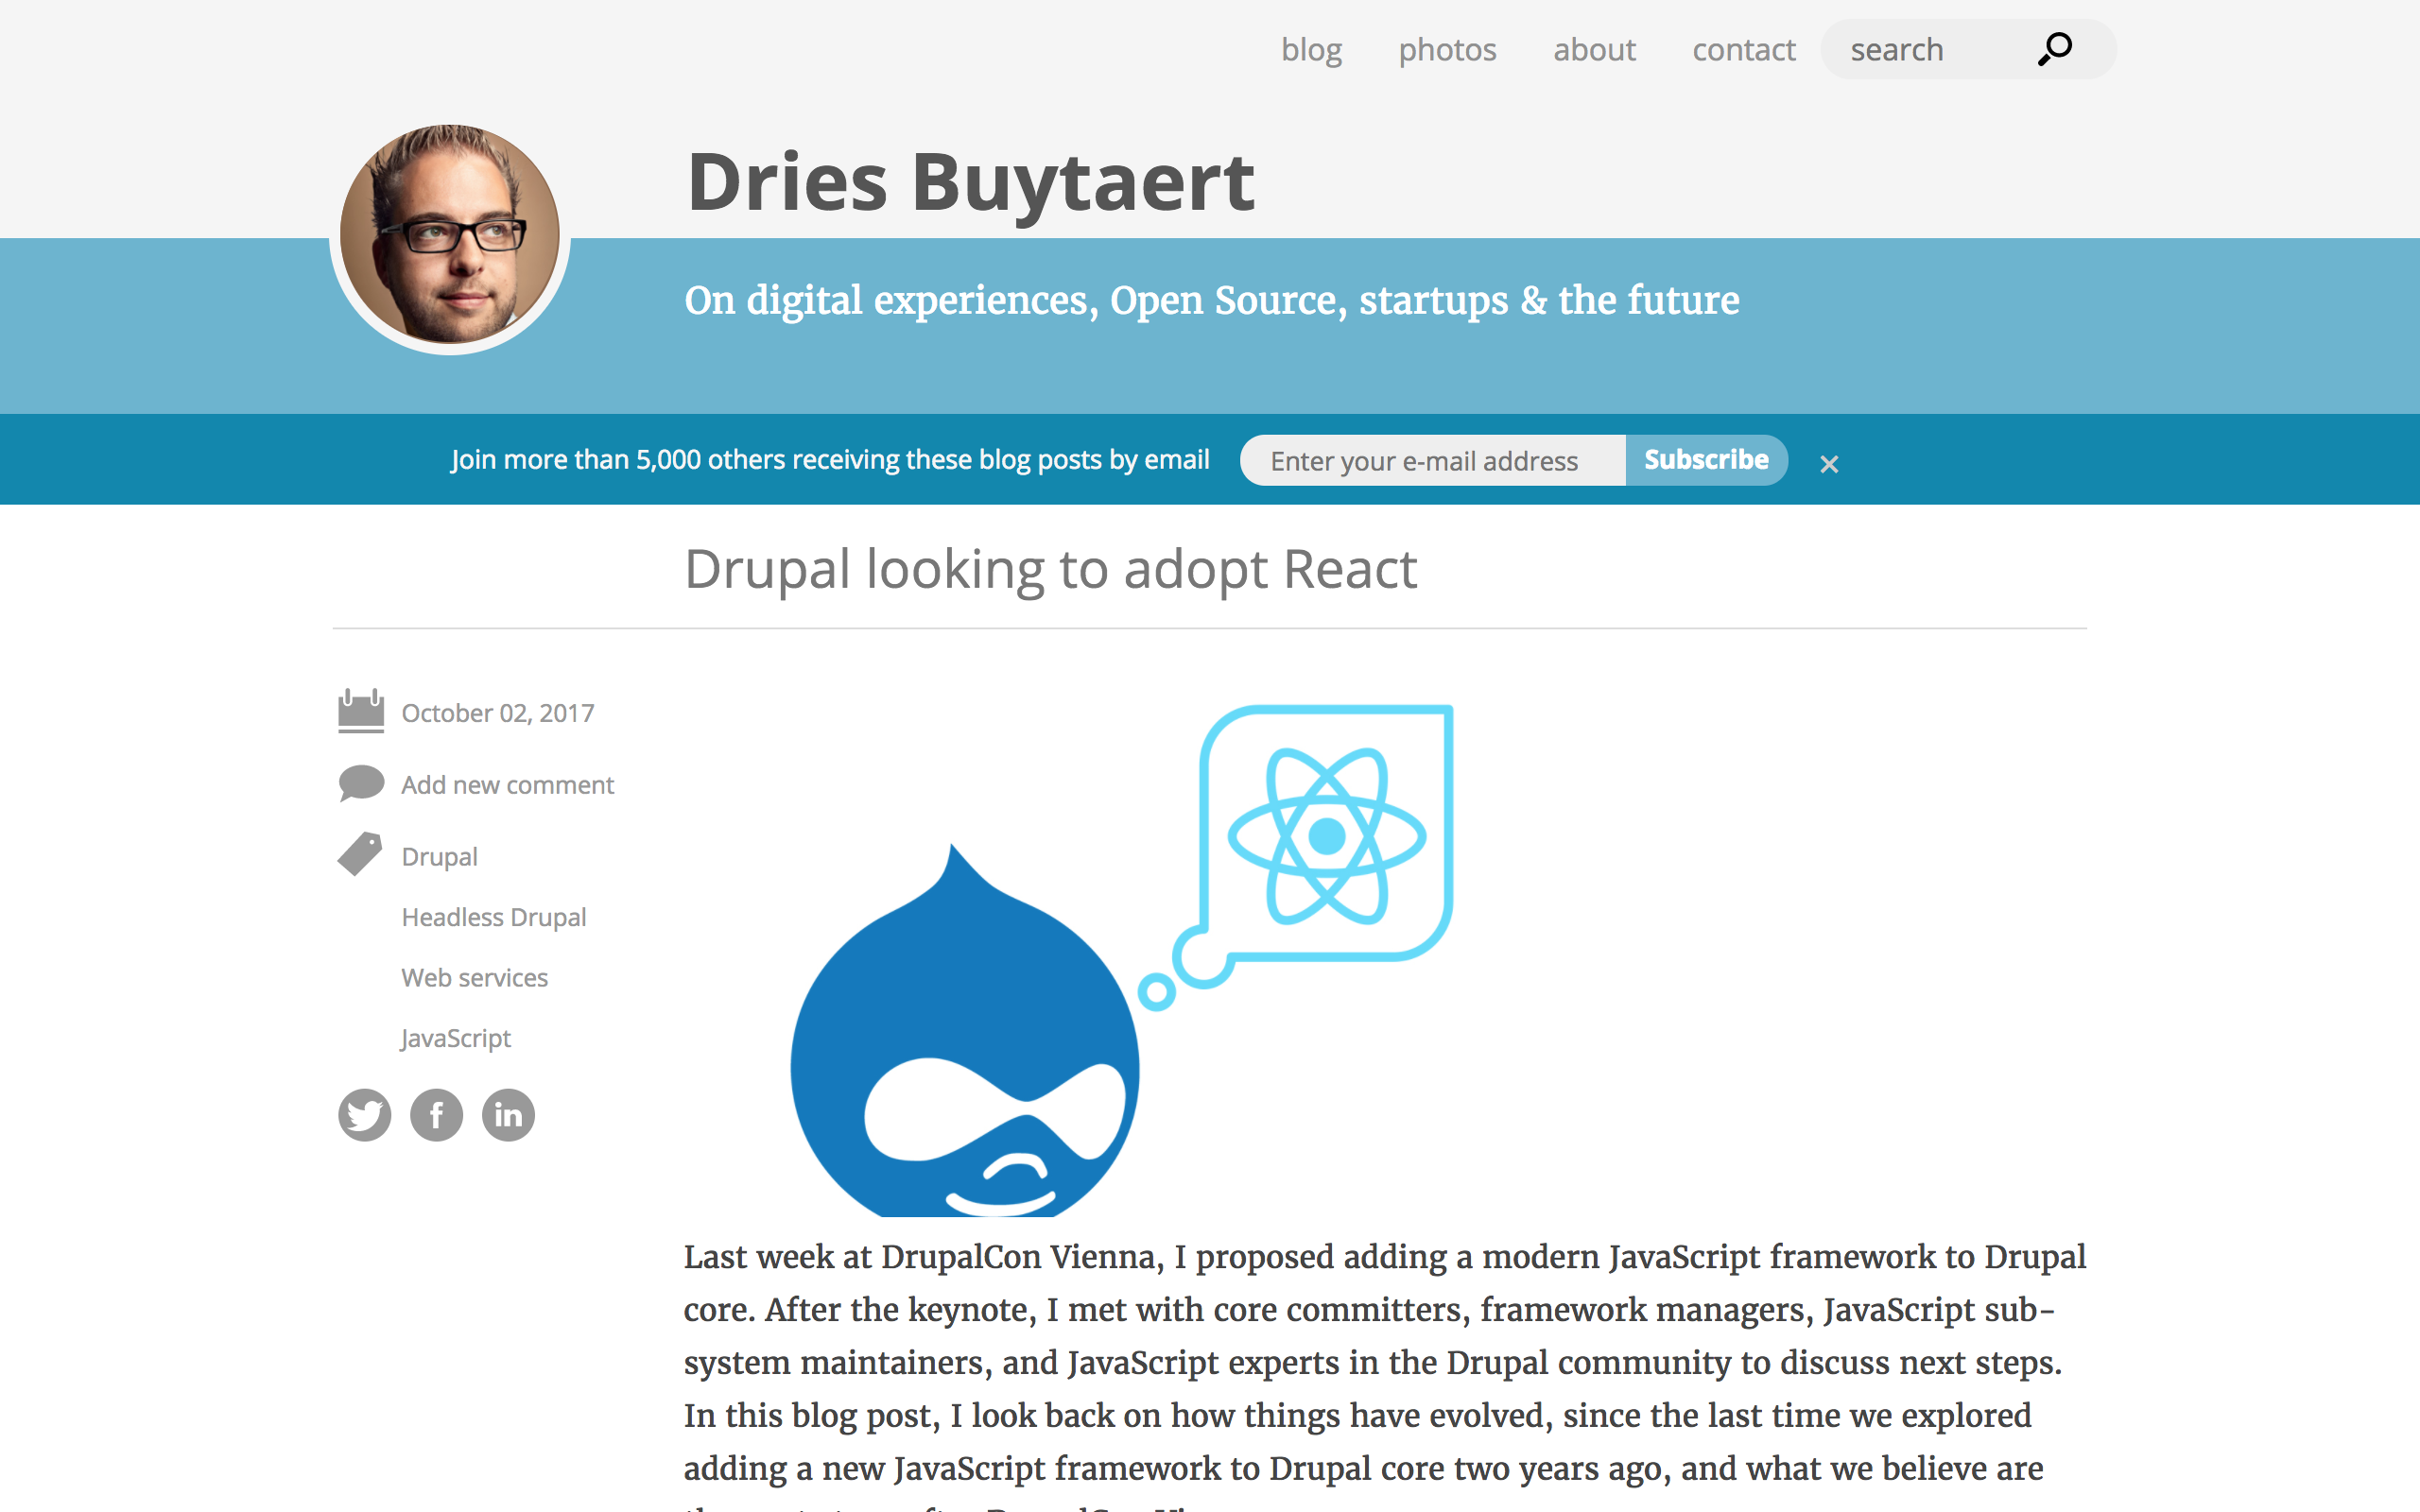 blog photos about contact search
Dries Buytaert
On digital experiences, Open Source, startups & the future
Join more than 5,000 others receiving these blog posts by email Enter your e-mail address Subscribe ×
Drupal looking to adopt React
October 02, 2017
Add new comment
Drupal
Headless Drupal
Web services
JavaScript
Last week at DrupalCon Vienna, I proposed adding a modern JavaScript framework to Drupal
core. After the keynote, I met with core committers, framework managers, JavaScript sub-
system maintainers, and JavaScript experts in the Drupal community to discuss next steps.
In this blog post, I look back on how things have evolved, since the last time we explored
adding a new JavaScript framework to Drupal core two years ago, and what we believe are